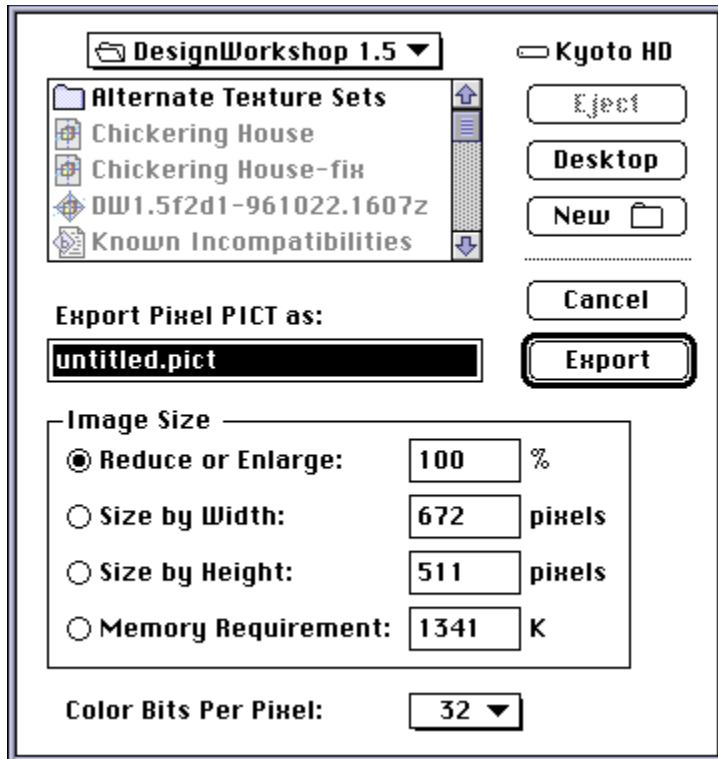 DesignWorkshop 1.5
Kyoto HD
Alternate Texture Sets
Chickering House
Chickering House-fix
DW1.5f2d1-961022.1607z
Known Incompatibilities
Eject
Desktop
New
Cancel
Export Pixel PICT as:
untitled.pict
Export
Image Size
Reduce or Enlarge: 100 %
Size by Width: 672 pixels
Size by Height: 511 pixels
Memory Requirement: 1341 K
Color Bits Per Pixel: 32